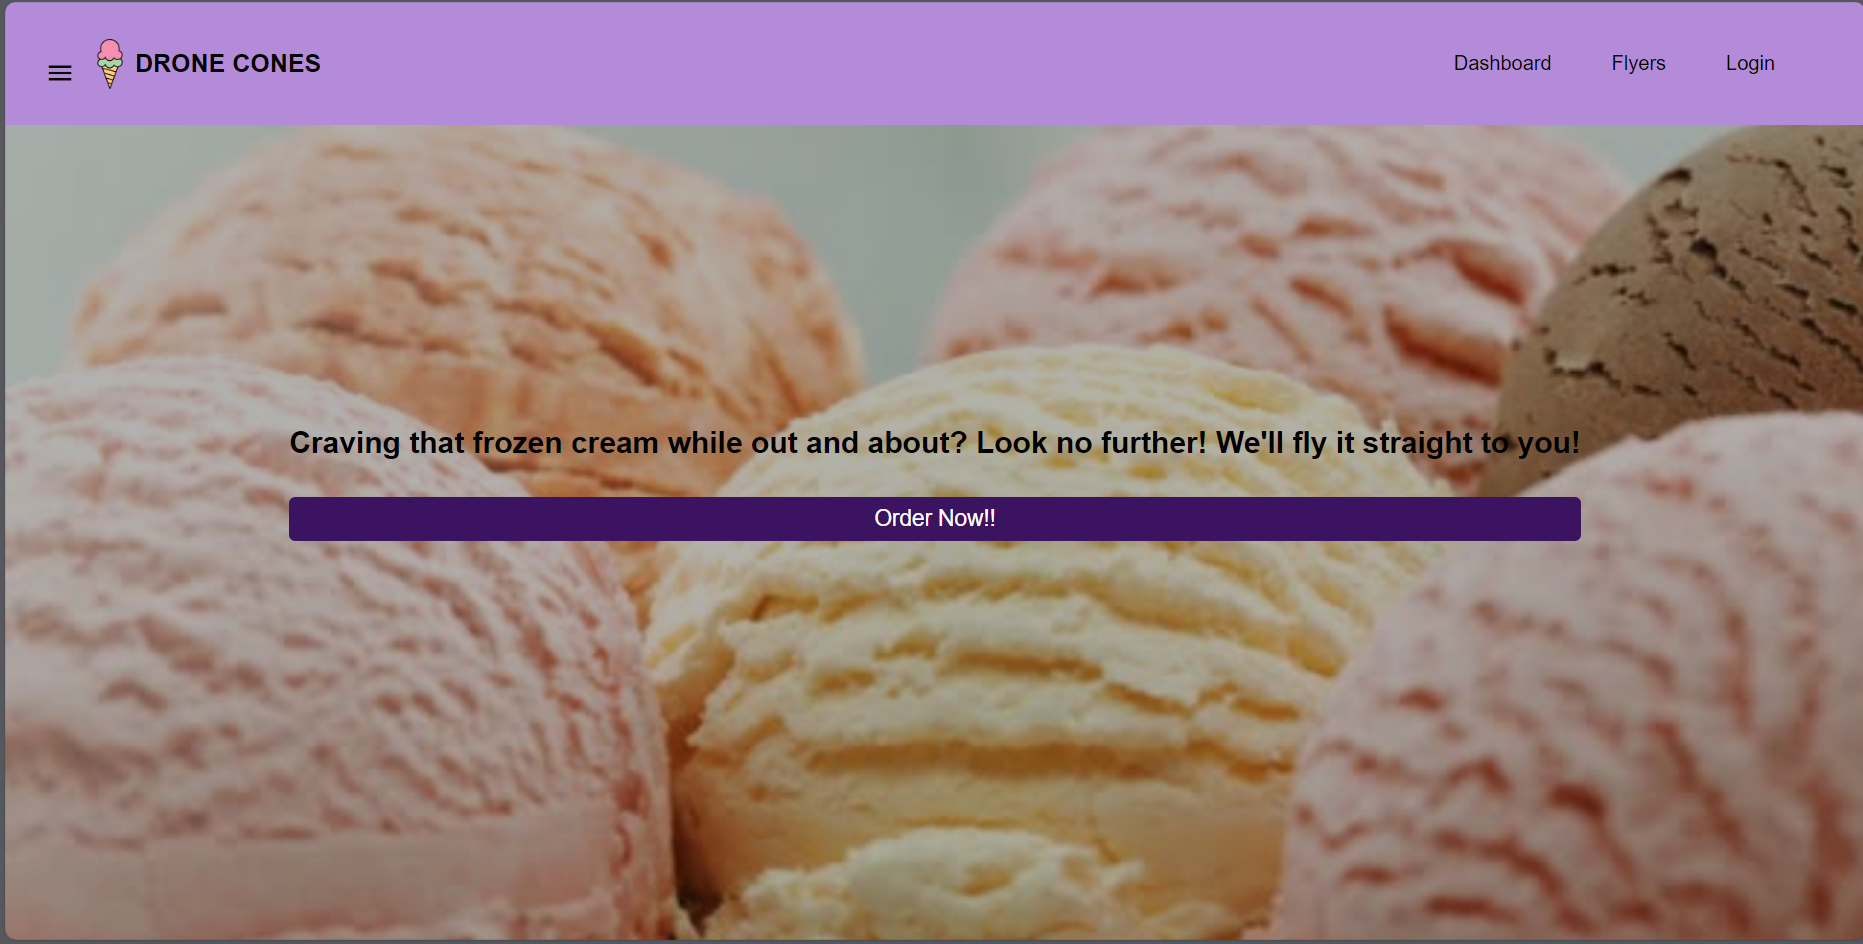 DRONE CONES
Dashboard
Flyers
Login
Craving that frozen cream while out and about? Look no further! We'll fly it straight to you!
Order Now!!